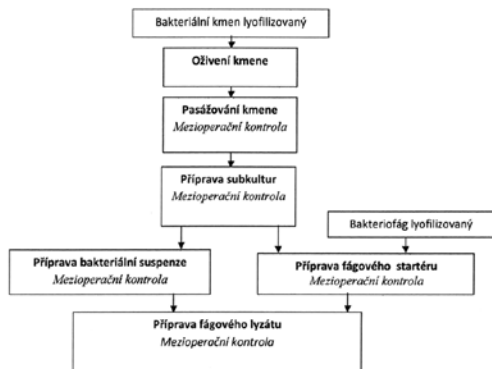 Bakteriální kmen lyofilizovaný
Oživení kmene
Pasážování kmene
Mezioperační kontrola
Příprava subkultur
Mezioperační kontrola
Bakteriofág lyofilizovaný
Příprava bakteriální suspenze
Mezioperační kontrola
Příprava fágového startéru
Mezioperační kontrola
Příprava fágového lyzátu
Mezioperační kontrola